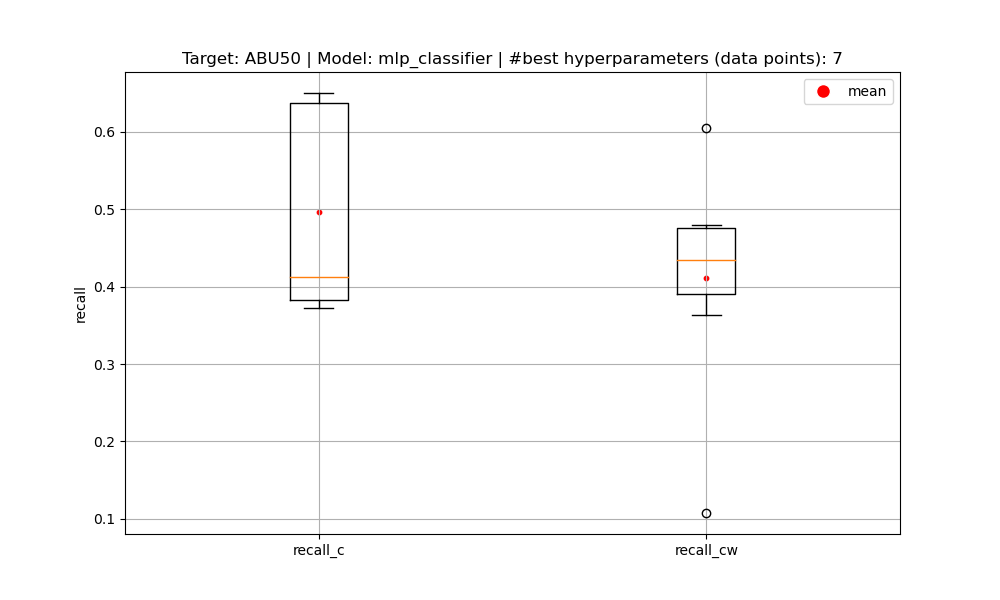 Target: ABU50 | Model: mlp_classifier | #best hyperparameters (data points): 7
mean
0.6
0.5
0.4
0.3
0.2
0.1
recall
recall_c
recall_cw